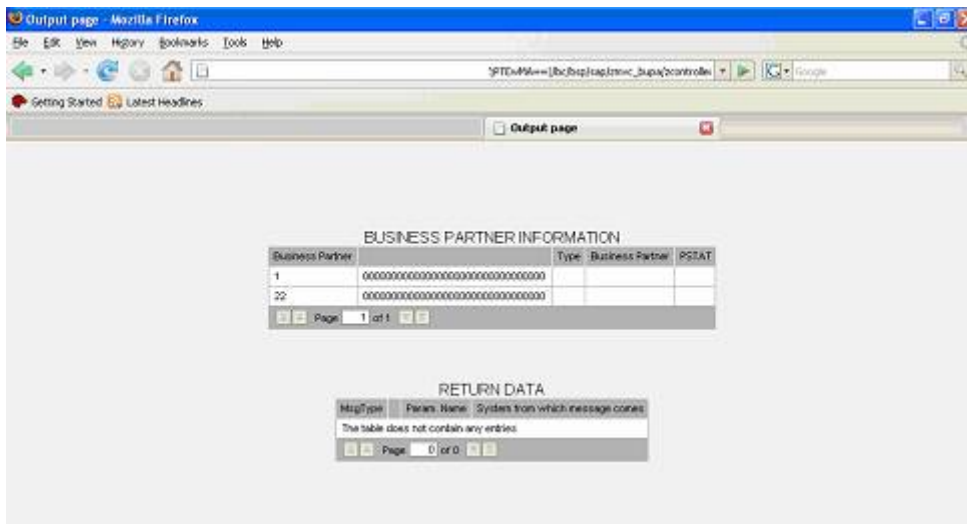 Output page - Mozilla Firefox
File Edit View History Bookmarks Tools Help
Google
Getting Started Latest Headlines
Output page
BUSINESS PARTNER INFORMATION
Business Partner Type Business Partner PSTAT
1
22
Page 1 of 1
RETURN DATA
MsgType Param. Name System from which message comes
The table does not contain any entries
Page 0 of 0